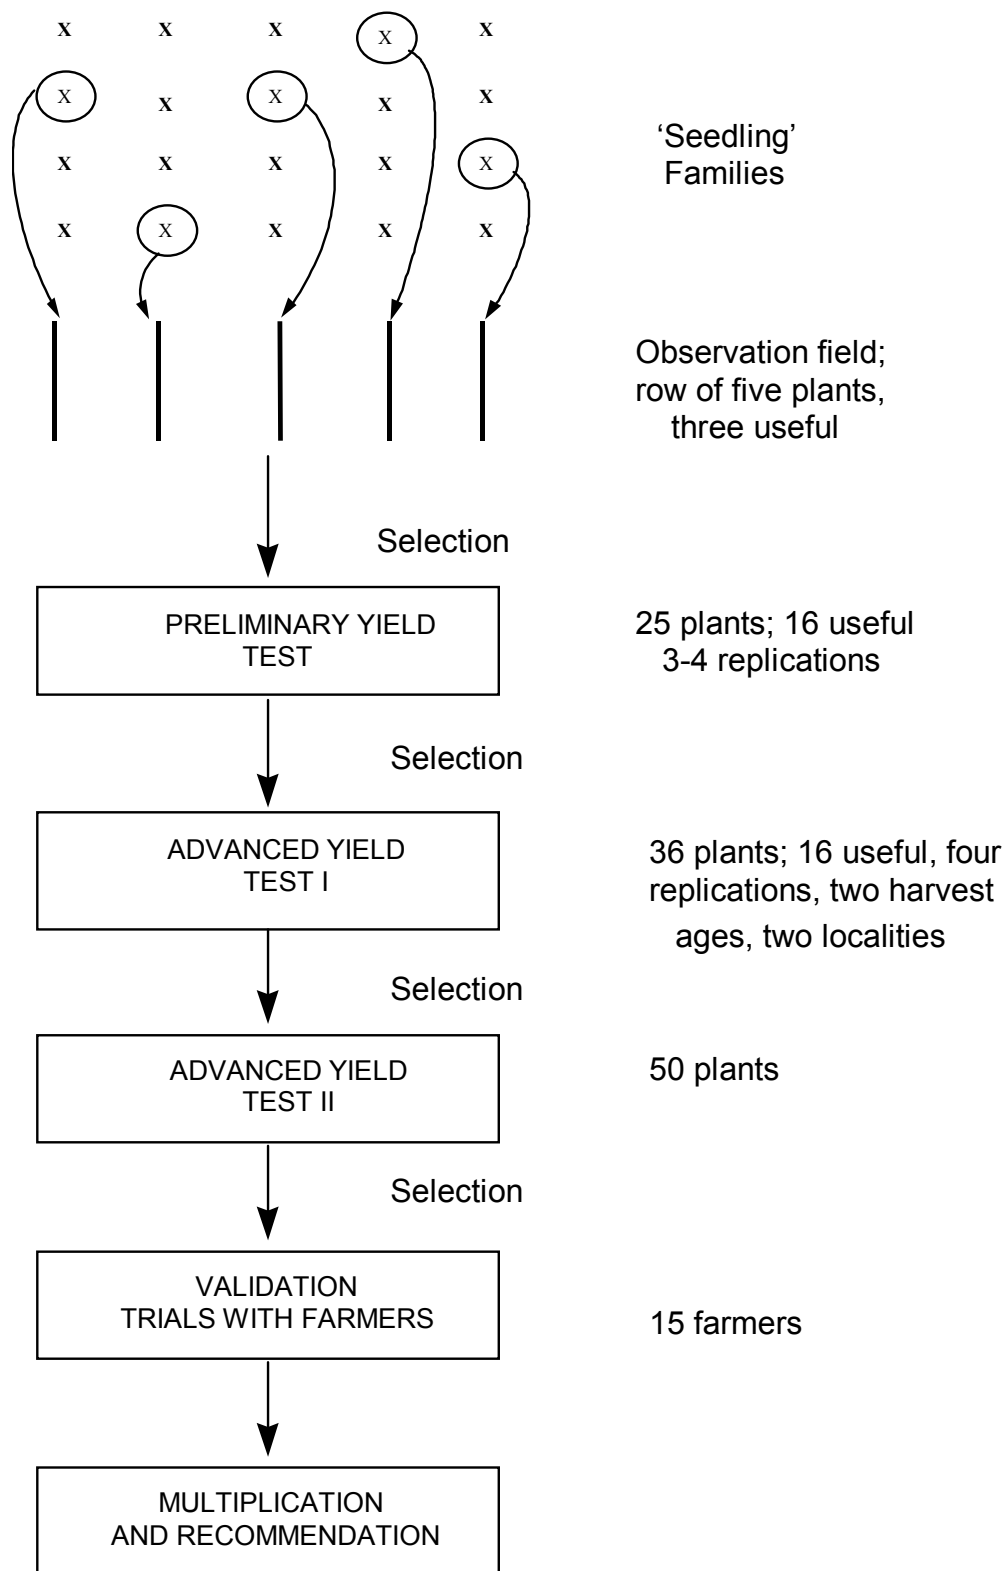 X X X X X
X X X X X
X X X X X
X X X X X
‘Seedling’
Families
Observation field;
row of five plants,
three useful
Selection
PRELIMINARY YIELD
TEST
25 plants; 16 useful
3-4 replications
Selection
ADVANCED YIELD
TEST I
36 plants; 16 useful, four
replications, two harvest
ages, two localities
Selection
ADVANCED YIELD
TEST II
50 plants
Selection
VALIDATION
TRIALS WITH FARMERS
15 farmers
MULTIPLICATION
AND RECOMMENDATION